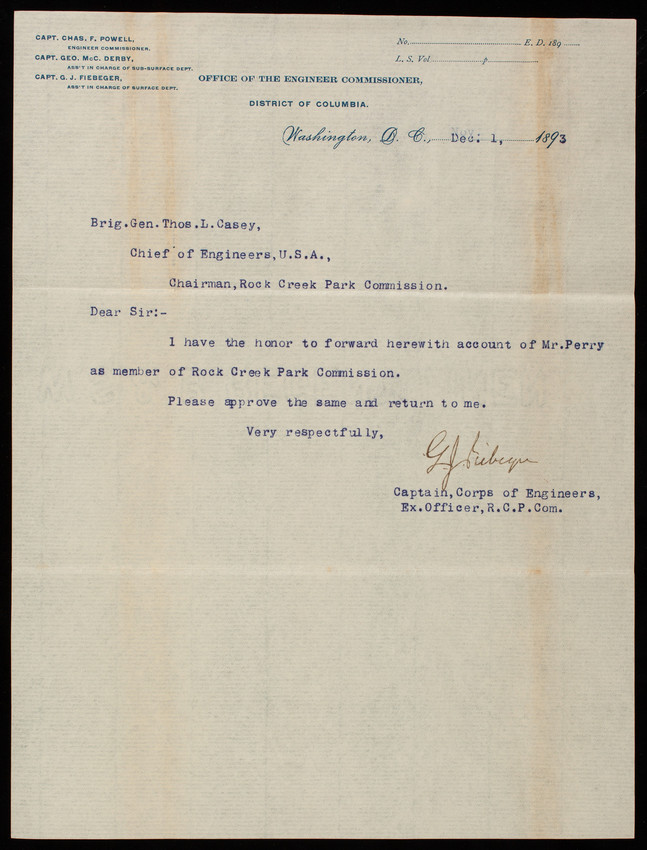 CAPT. CHAS. F. POWELL,
ENGINEER COMMISSIONER,
CAPT. GEO. McC. DERBY,
ASS'T IN CHARGE OF SUB-SURFACE DEPT.
CAPT. G. J. FIEBEGER,
ASS'T IN CHARGE OF SURFACE DEPT.
No. E. D. 189
L. S. Vol. p
OFFICE OF THE ENGINEER COMMISSIONER,
DISTRICT OF COLUMBIA.
Washington, D. C., Dec. 1, 1893
Brig.Gen.Thos.L.Casey,
Chief of Engineers,U.S.A.,
Chairman,Rock Creek Park Commission.
Dear Sir:-
I have the honor to forward herewith account of Mr.Perry
as member of Rock Creek Park Commission.
Please approve the same and return to me.
Very respectfully,
G. J. Fiebeger
Captain,Corps of Engineers,
Ex.Officer,R.C.P.Com.